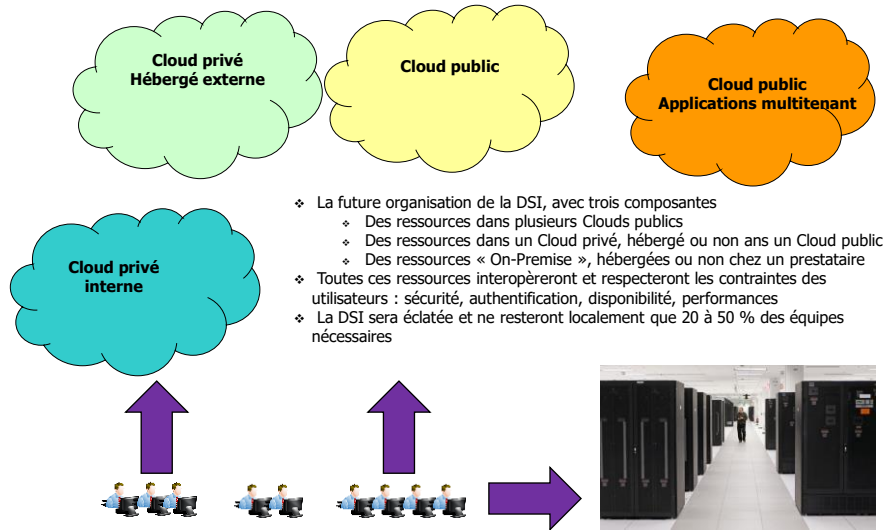 Cloud privé
Hébergé externe
Cloud public
Cloud public
Applications multitenant
❖ La future organisation de la DSI, avec trois composantes
❖ Des ressources dans plusieurs Clouds publics
❖ Des ressources dans un Cloud privé, hébergé ou non ans un Cloud public
❖ Des ressources « On-Premise », hébergées ou non chez un prestataire
❖ Toutes ces ressources interopèreront et respecteront les contraintes des
utilisateurs : sécurité, authentification, disponibilité, performances
❖ La DSI sera éclatée et ne resteront localement que 20 à 50 % des équipes
nécessaires
Cloud privé
interne